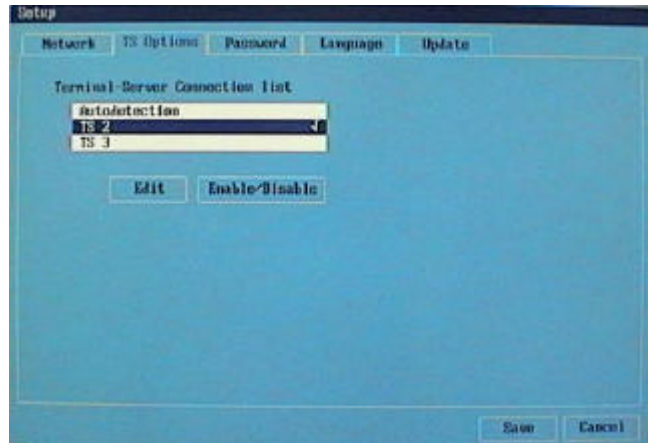 Setup
Network TS Options Password Language Update
Terminal-Server Connection list
Autodetection
TS 2 √
TS 3
Edit Enable/Disable
Save Cancel